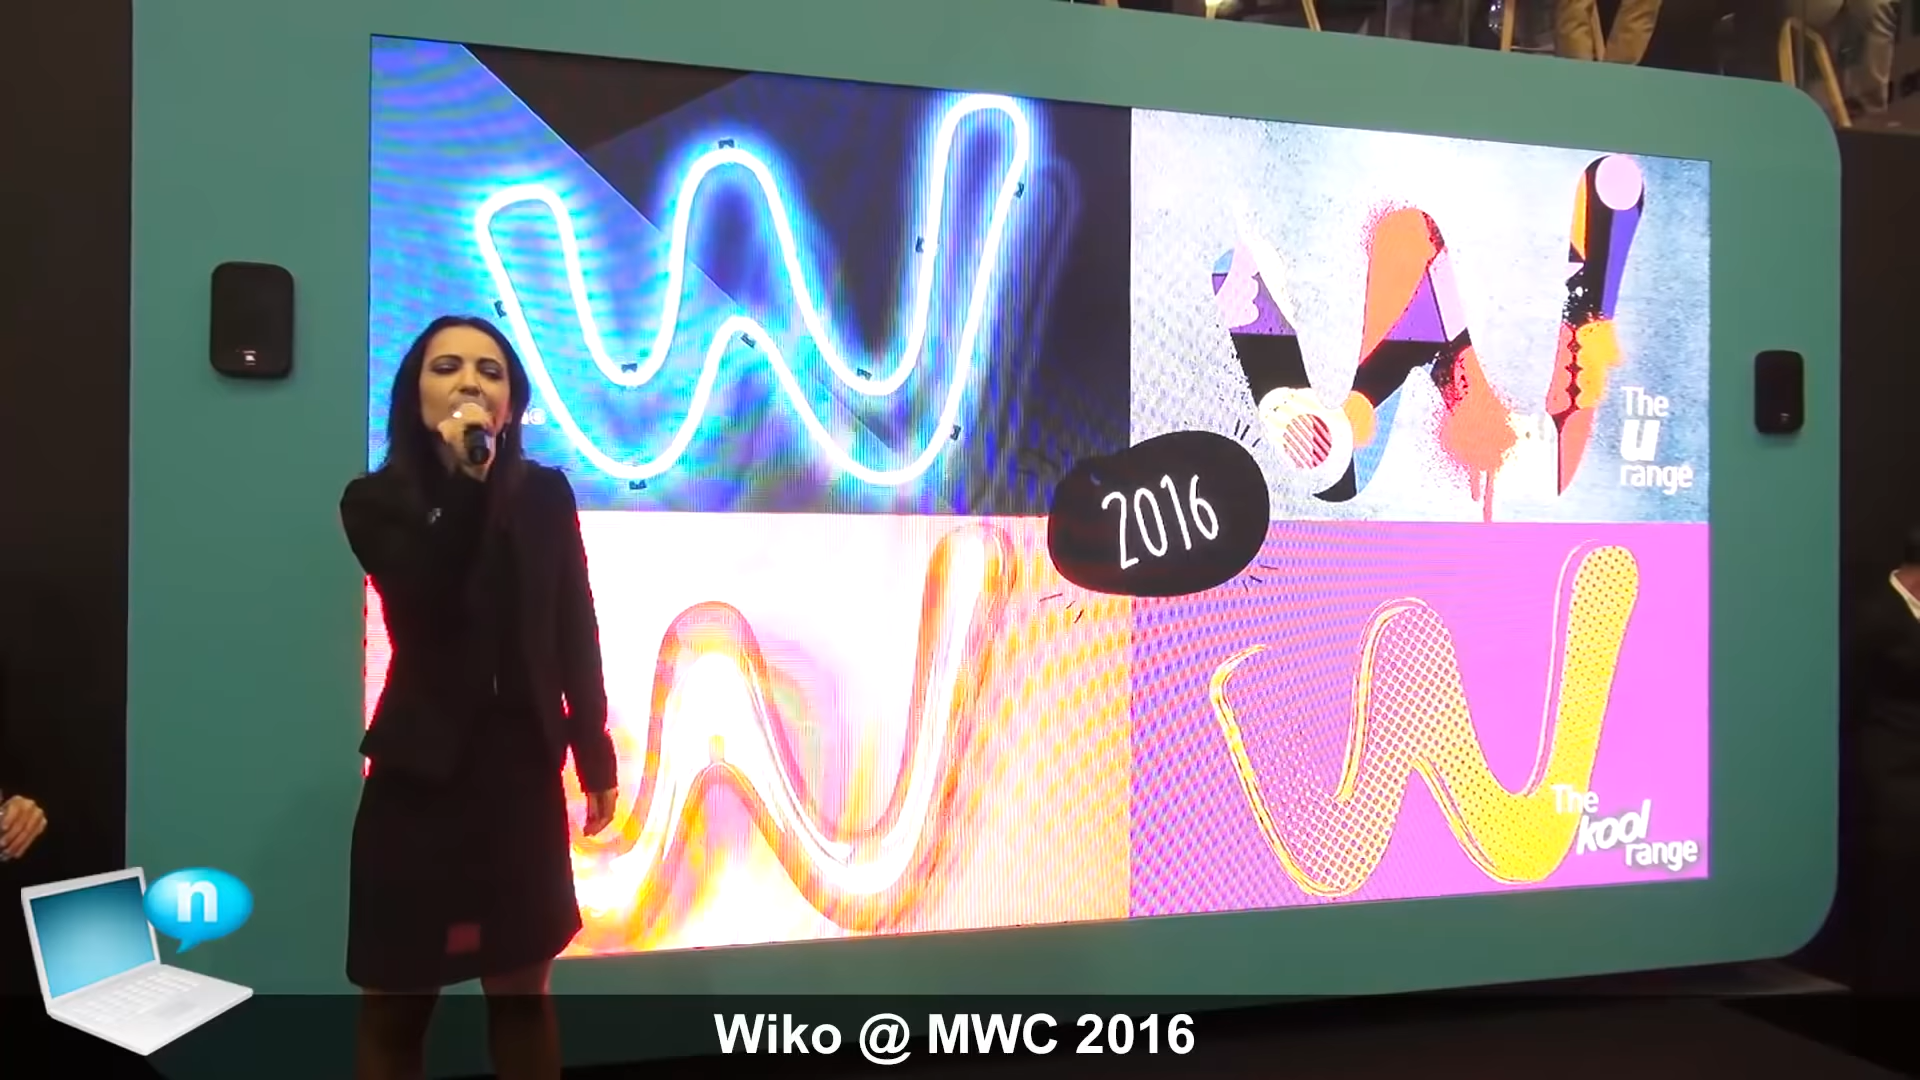 The
u
range
2016
The
kool
range
n
Wiko @ MWC 2016